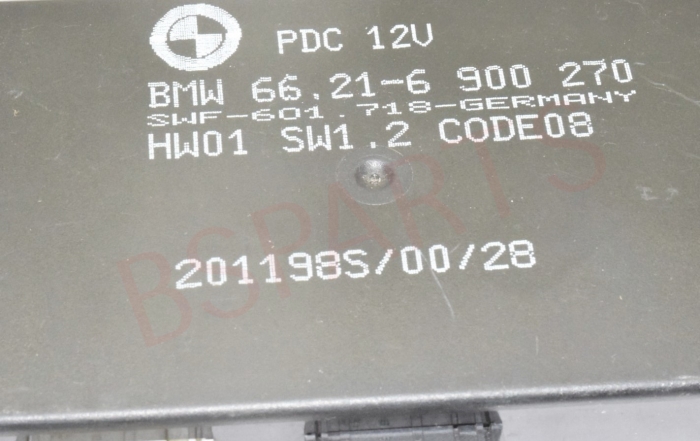 PDC 12V
BMW 66.21-6 900 270
SWF-601.718-GERMANY
HW01 SW1.2 CODE08
201198S/00/28
BSPARTS